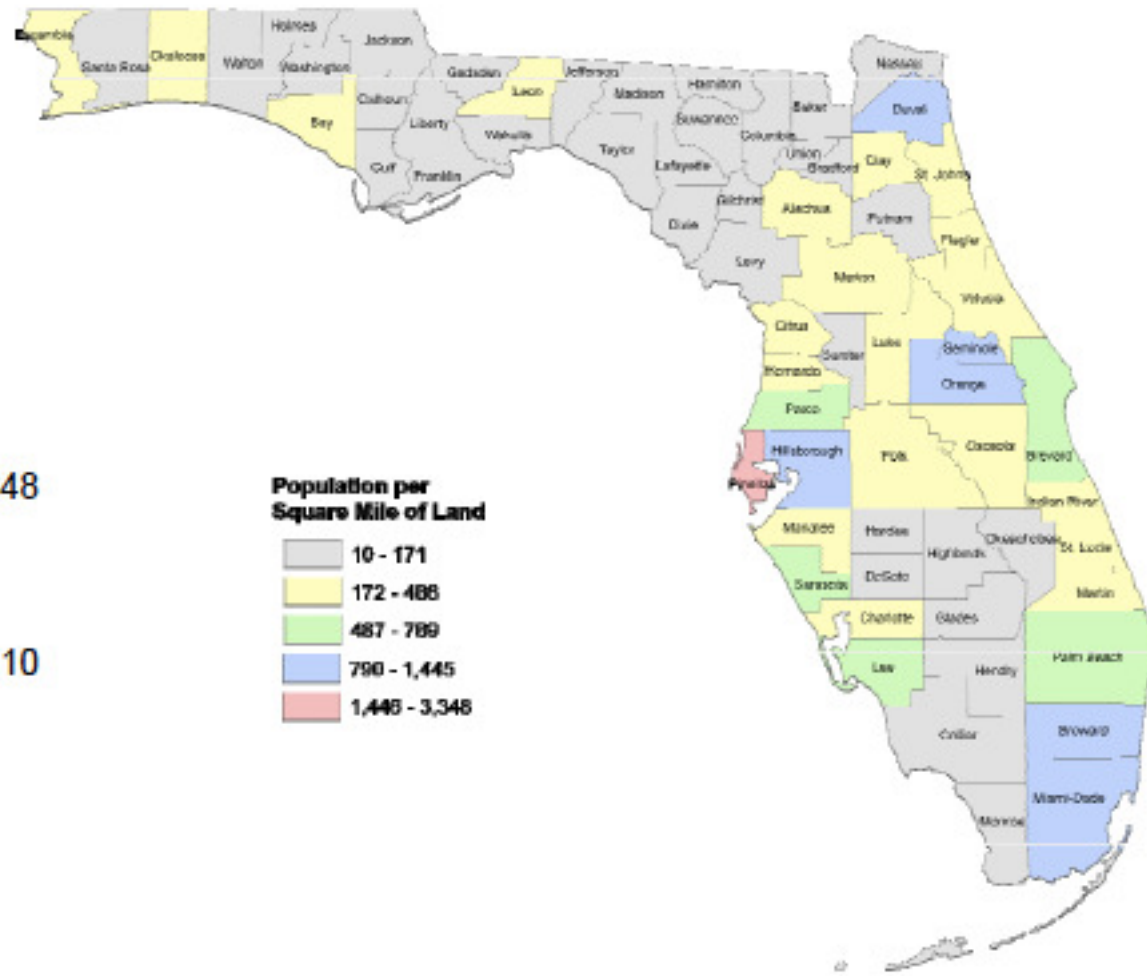 Escambia
Santa Rosa
Okaloosa
Walton
Holmes
Washington
Jackson
Bay
Calhoun
Gulf
Liberty
Franklin
Gadsden
Leon
Wakulla
Jefferson
Madison
Taylor
Hamilton
Suwannee
Lafayette
Dixie
Columbia
Gilchrist
Levy
Baker
Union
Bradford
Nassau
Duval
Clay
St. Johns
Alachua
Putnam
Flagler
Marion
Volusia
Citrus
Sumter
Lake
Seminole
Orange
Hernando
Pasco
Hillsborough
Pinellas
Polk
Osceola
Brevard
Indian River
Manatee
Hardee
Highlands
Okeechobee
St. Lucie
Sarasota
DeSoto
Martin
Charlotte
Glades
Lee
Hendry
Palm Beach
Collier
Broward
Miami-Dade
Monroe
48
10
Population per
Square Mile of Land
10 - 171
172 - 486
487 - 789
790 - 1,445
1,446 - 3,348